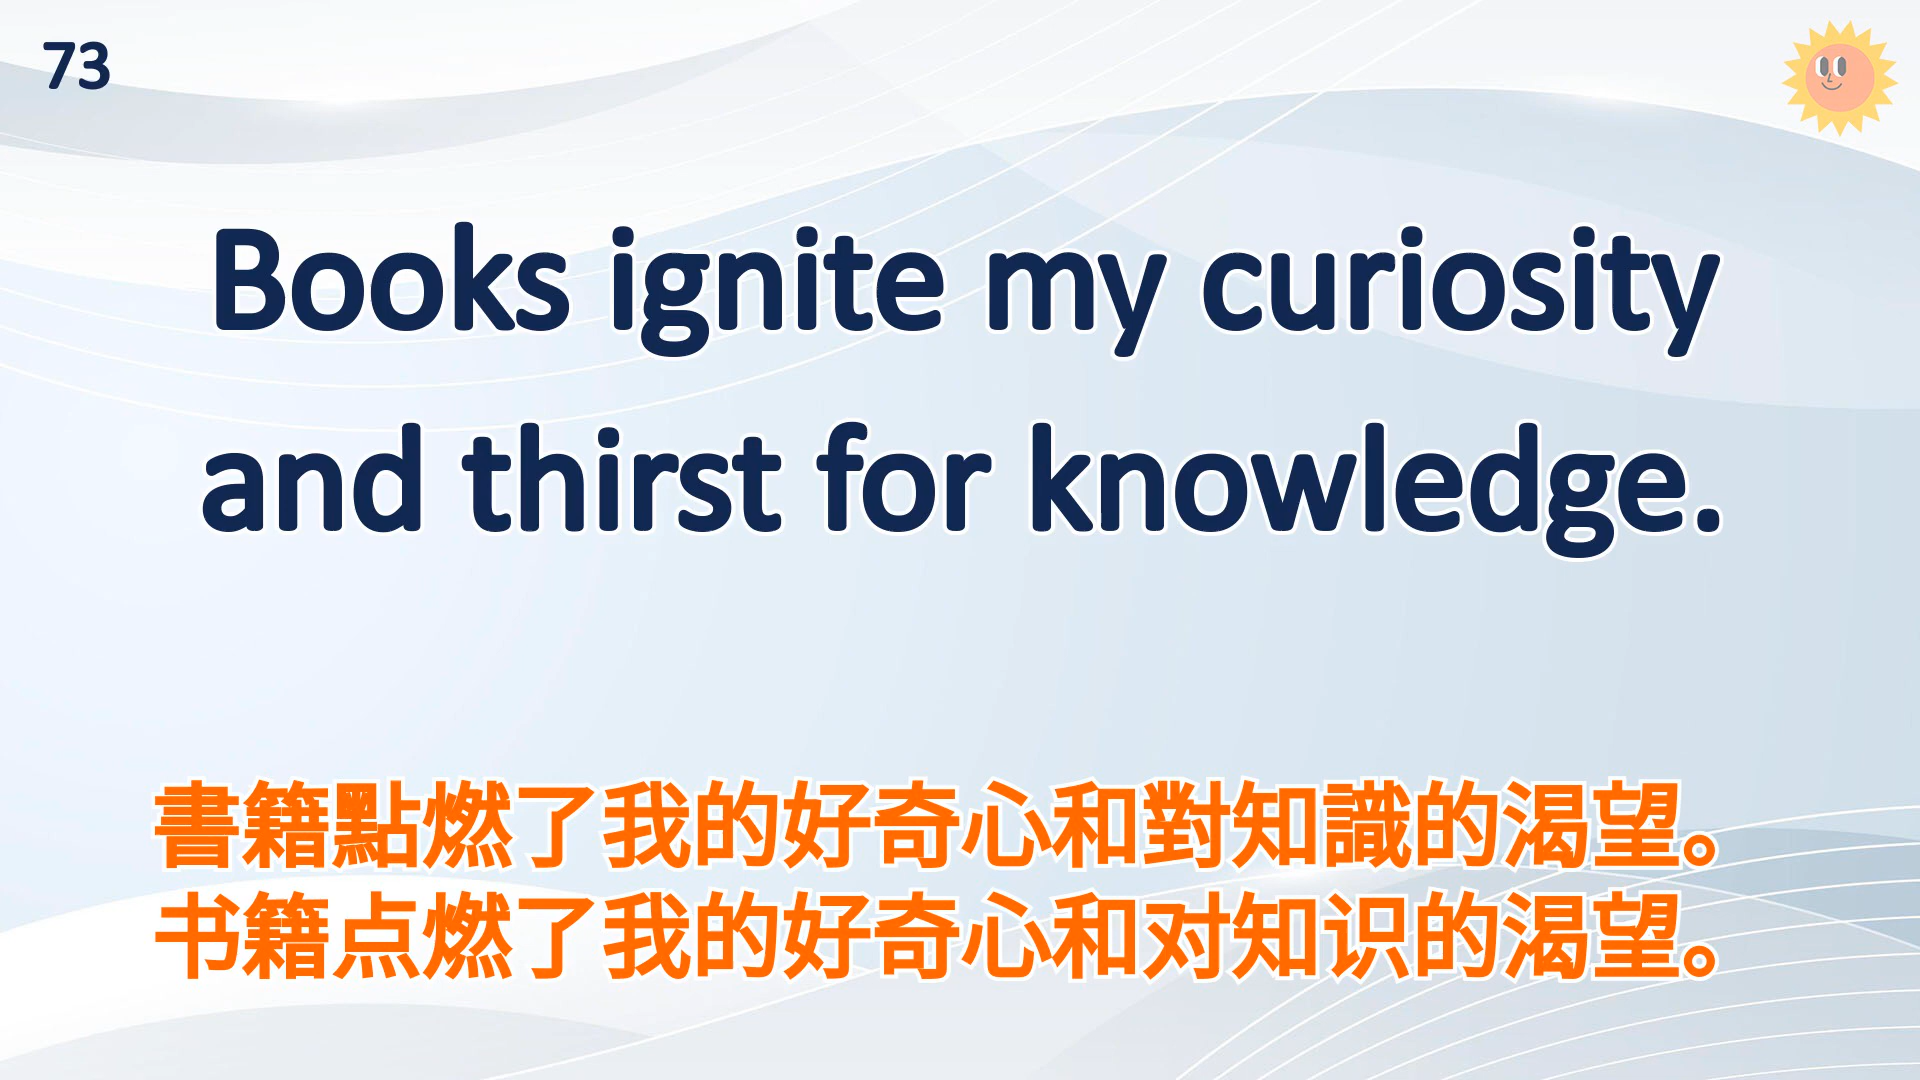 73
Books ignite my curiosity
and thirst for knowledge.
書籍點燃了我的好奇心和對知識的渴望。
书籍点燃了我的好奇心和对知识的渴望。